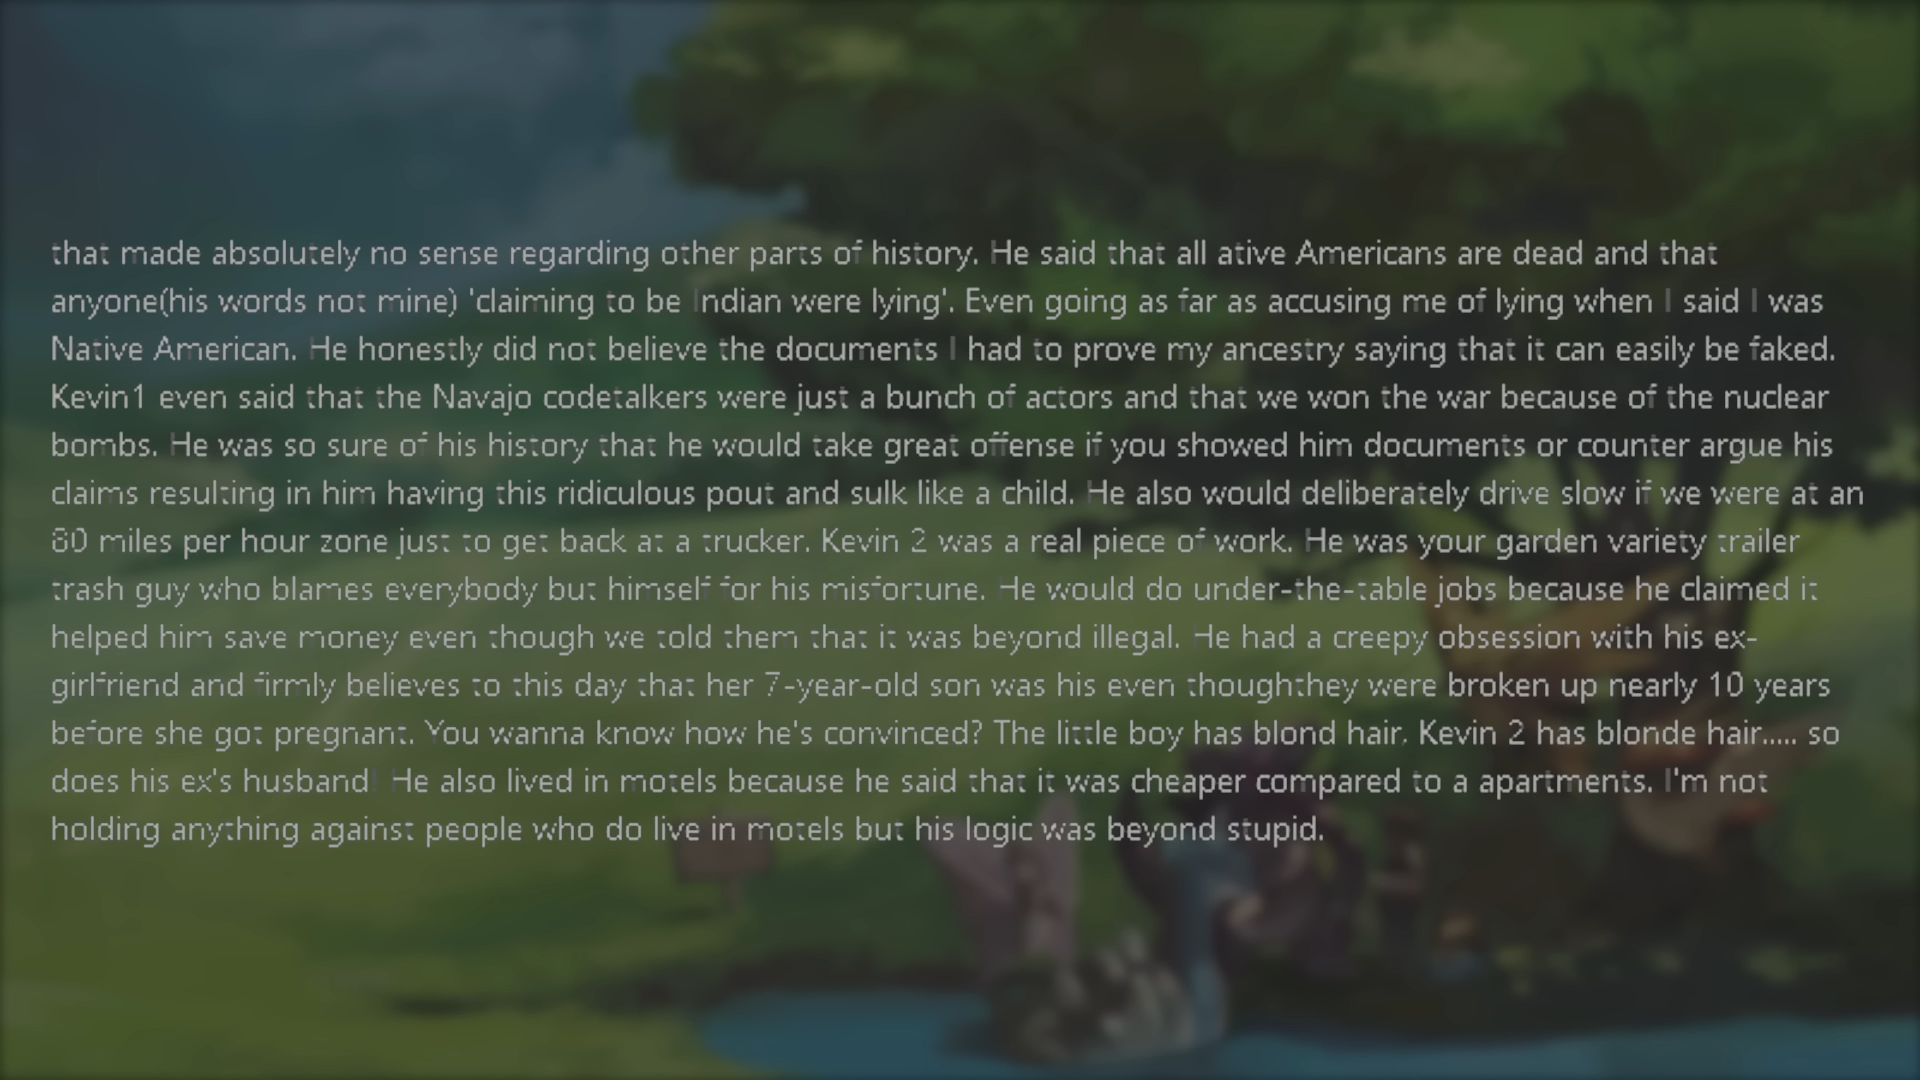 that made absolutely no sense regarding other parts of history. He said that all ative Americans are dead and that
anyone(his words not mine) 'claiming to be Indian were lying'. Even going as far as accusing me of lying when I said I was
Native American. He honestly did not believe the documents I had to prove my ancestry saying that it can easily be faked.
Kevin1 even said that the Navajo codetalkers were just a bunch of actors and that we won the war because of the nuclear
bombs. He was so sure of his history that he would take great offense if you showed him documents or counter argue his
claims resulting in him having this ridiculous pout and sulk like a child. He also would deliberately drive slow if we were at an
80 miles per hour zone just to get back at a trucker. Kevin 2 was a real piece of work. He was your garden variety trailer
trash guy who blames everybody but himself for his misfortune. He would do under-the-table jobs because he claimed it
helped him save money even though we told them that it was beyond illegal. He had a creepy obsession with his ex-
girlfriend and firmly believes to this day that her 7-year-old son was his even thoughthey were broken up nearly 10 years
before she got pregnant. You wanna know how he's convinced? The little boy has blond hair, Kevin 2 has blonde hair..... so
does his ex's husband! He also lived in motels because he said that it was cheaper compared to a apartments. I'm not
holding anything against people who do live in motels but his logic was beyond stupid.